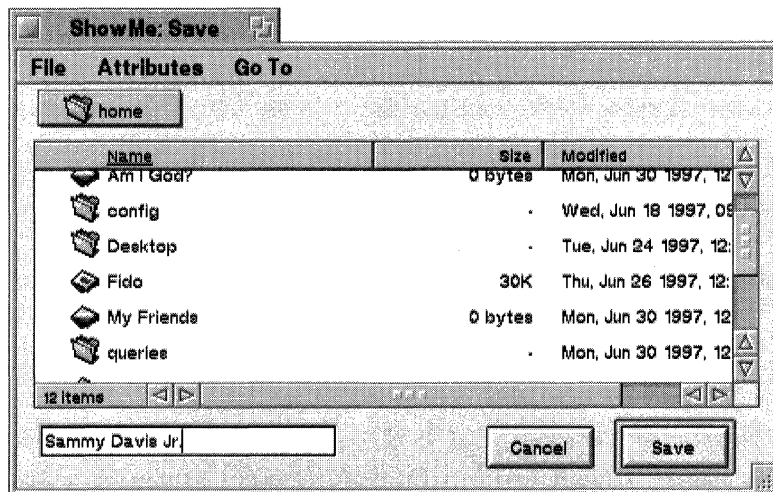 ShowMe: Save
File Attributes Go To
home
Name Size Modified
Am I God? 0 bytes Mon, Jun 30 1997, 12
config - Wed, Jun 18 1997, 09
Desktop - Tue, Jun 24 1997, 12:
Fido 30K Thu, Jun 26 1997, 12:
My Friends 0 bytes Mon, Jun 30 1997, 12
queries - Mon, Jun 30 1997, 12
12 items
Sammy Davis Jr.
Cancel Save